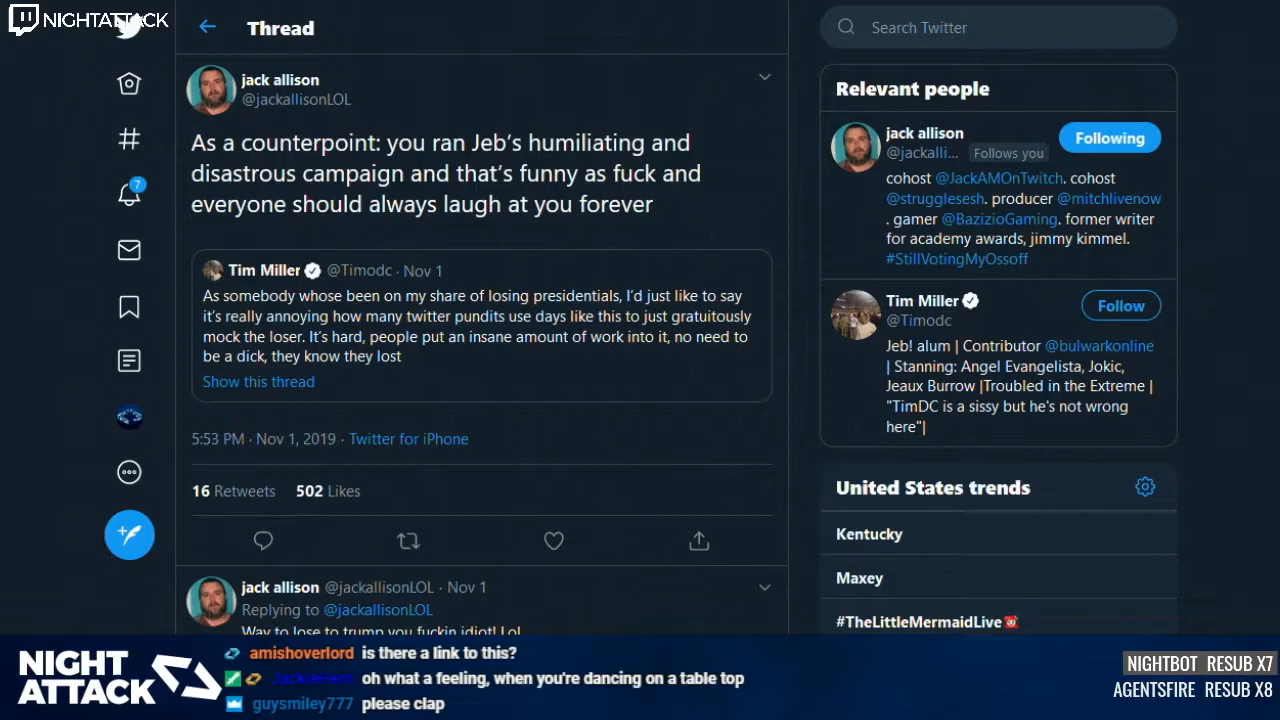 NIGHTATTACK
Thread
Search Twitter
jack allison
@jackallisonLOL
As a counterpoint: you ran Jeb's humiliating and
disastrous campaign and that's funny as fuck and
everyone should always laugh at you forever
Tim Miller @Timodc · Nov 1
As somebody whose been on my share of losing presidentials, I'd just like to say
it's really annoying how many twitter pundits use days like this to just gratuitously
mock the loser. It's hard, people put an insane amount of work into it, no need to
be a dick, they know they lost
Show this thread
5:53 PM · Nov 1, 2019 · Twitter for iPhone
16 Retweets 502 Likes
jack allison @jackallisonLOL · Nov 1
Replying to @jackallisonLOL
Way to lose to trump you fuckin idiot! Lol
7
Relevant people
jack allison
@jackalli... Follows you
Following
cohost @JackAMOnTwitch. cohost
@strugglesesh. producer @mitchlivenow
. gamer @BazizioGaming. former writer
for academy awards, jimmy kimmel.
#StillVotingMyOssoff
Tim Miller
@Timodc
Follow
Jeb! alum | Contributor @bulwarkonline
| Stanning: Angel Evangelista, Jokic,
Jeaux Burrow |Troubled in the Extreme |
"TimDC is a sissy but he's not wrong
here"|
United States trends
Kentucky
Maxey
#TheLittleMermaidLive
NIGHT
ATTACK
amishoverlord is there a link to this?
oh what a feeling, when you're dancing on a table top
guysmiley777 please clap
NIGHTBOT RESUB X7
AGENTSFIRE RESUB X8